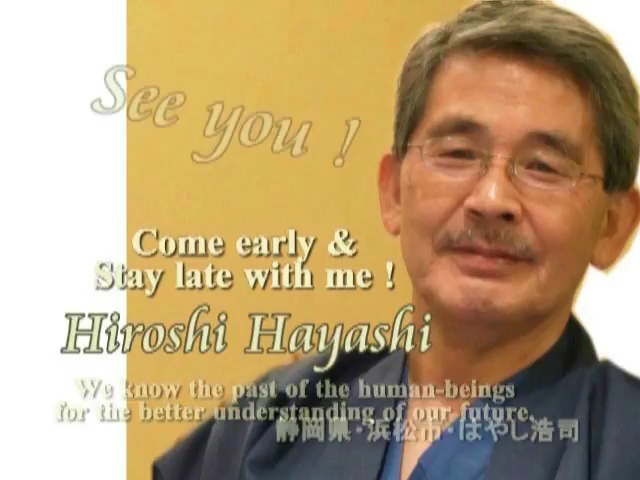 See you !
Come early &
Stay late with me !
Hiroshi Hayashi
We know the past of the human-beings
for the better understanding of our future.
静岡県・浜松市・はやし浩司